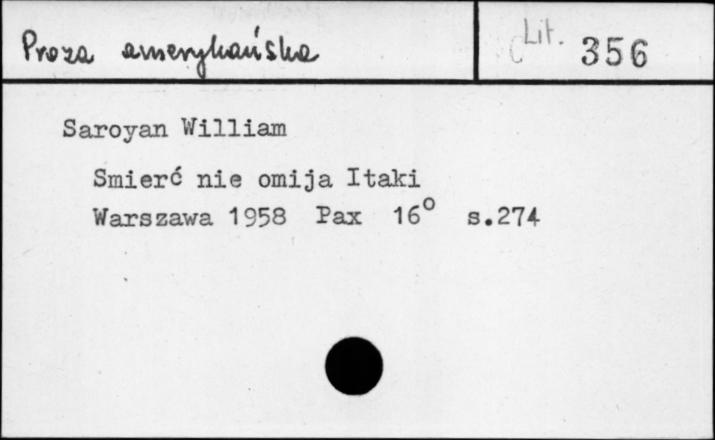 Proza amerykańska
Lit. 356
Saroyan William
Smierć nie omija Itaki
Warszawa 1958 Pax 16° s.274